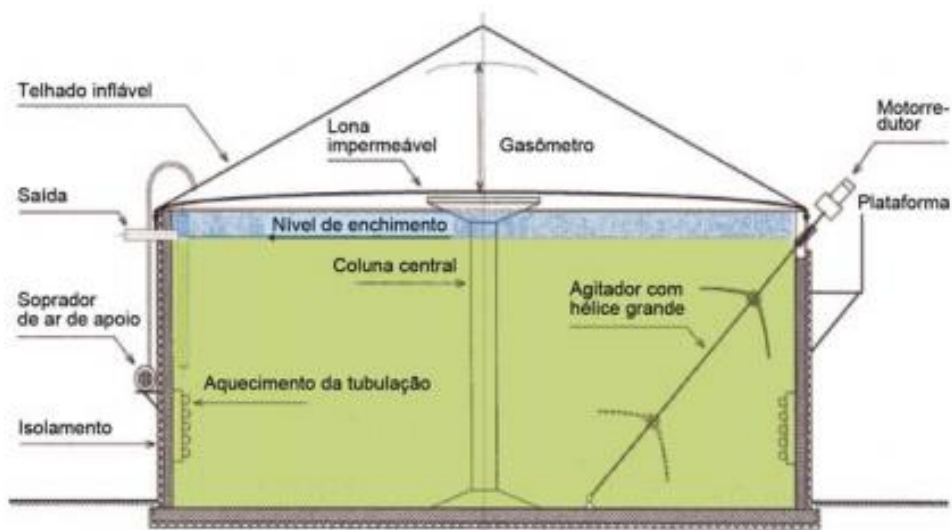 Telhado inflável
Lona
impermeável
Gasômetro
Motorre-
dutor
Saída
Plataforma
Nível de enchimento
Coluna central
Agitador com
hélice grande
Soprador
de ar de apoio
Aquecimento da tubulação
Isolamento